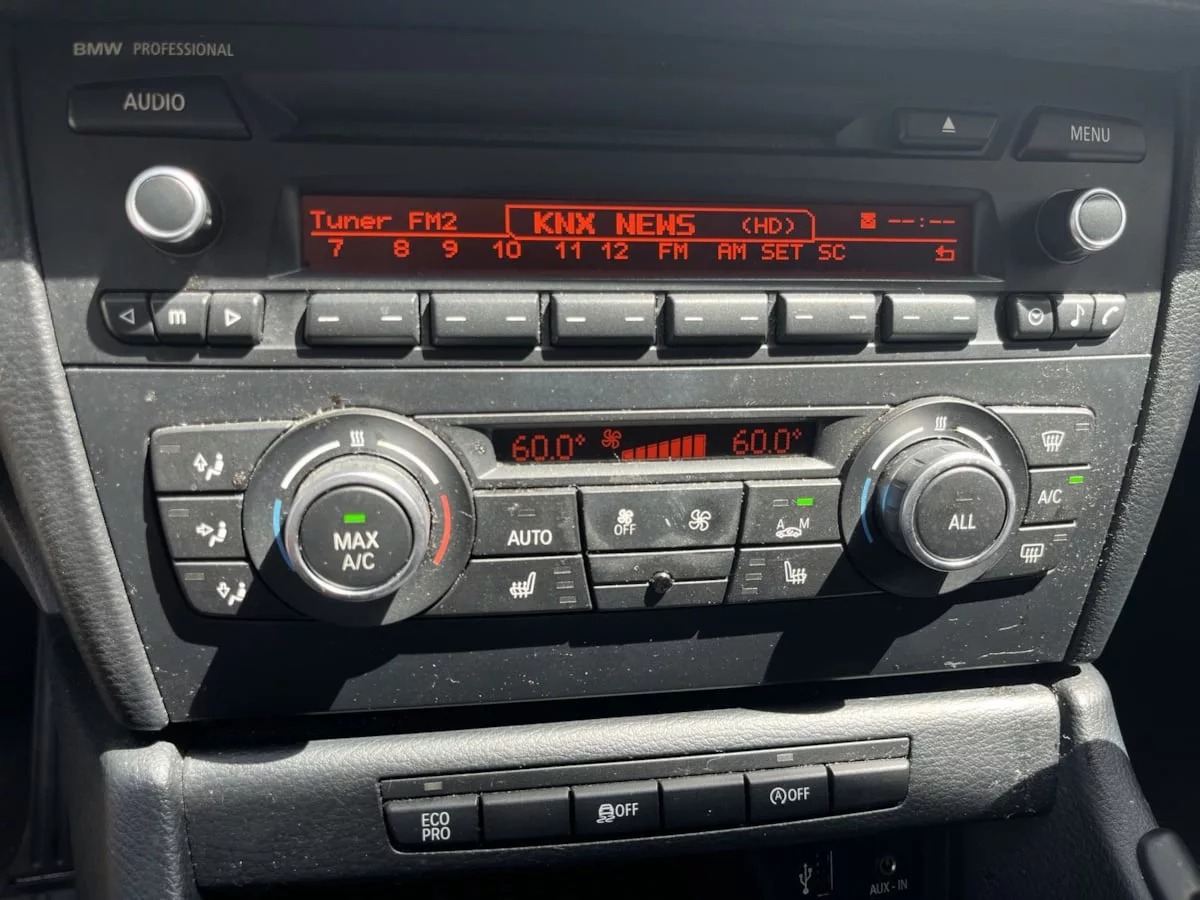 BMW PROFESSIONAL
AUDIO
MENU
Tuner FM2 KNX NEWS (HD) --:--
7 8 9 10 11 12 FM AM SET SC
m
60.0° 60.0°
MAX
A/C
AUTO
OFF
A M
ALL
A/C
ECO
PRO
OFF
A OFF
AUX-IN